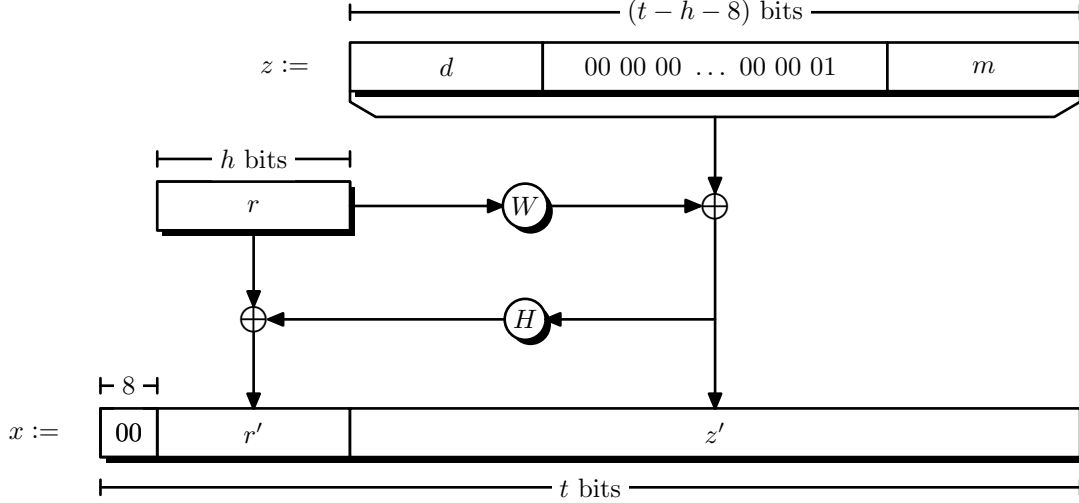 (t − h − 8) bits
z := d 00 00 00 … 00 00 01 m
h bits
r W ⊕
⊕ H
8
x := 00 r′ z′
t bits